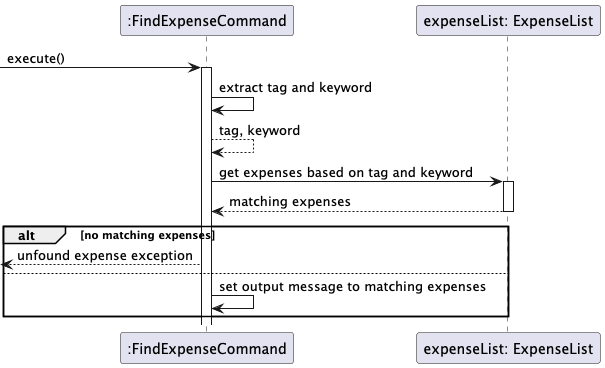 :FindExpenseCommand
expenseList: ExpenseList
execute()
extract tag and keyword
tag, keyword
get expenses based on tag and keyword
matching expenses
alt
[no matching expenses]
unfound expense exception
set output message to matching expenses
:FindExpenseCommand
expenseList: ExpenseList